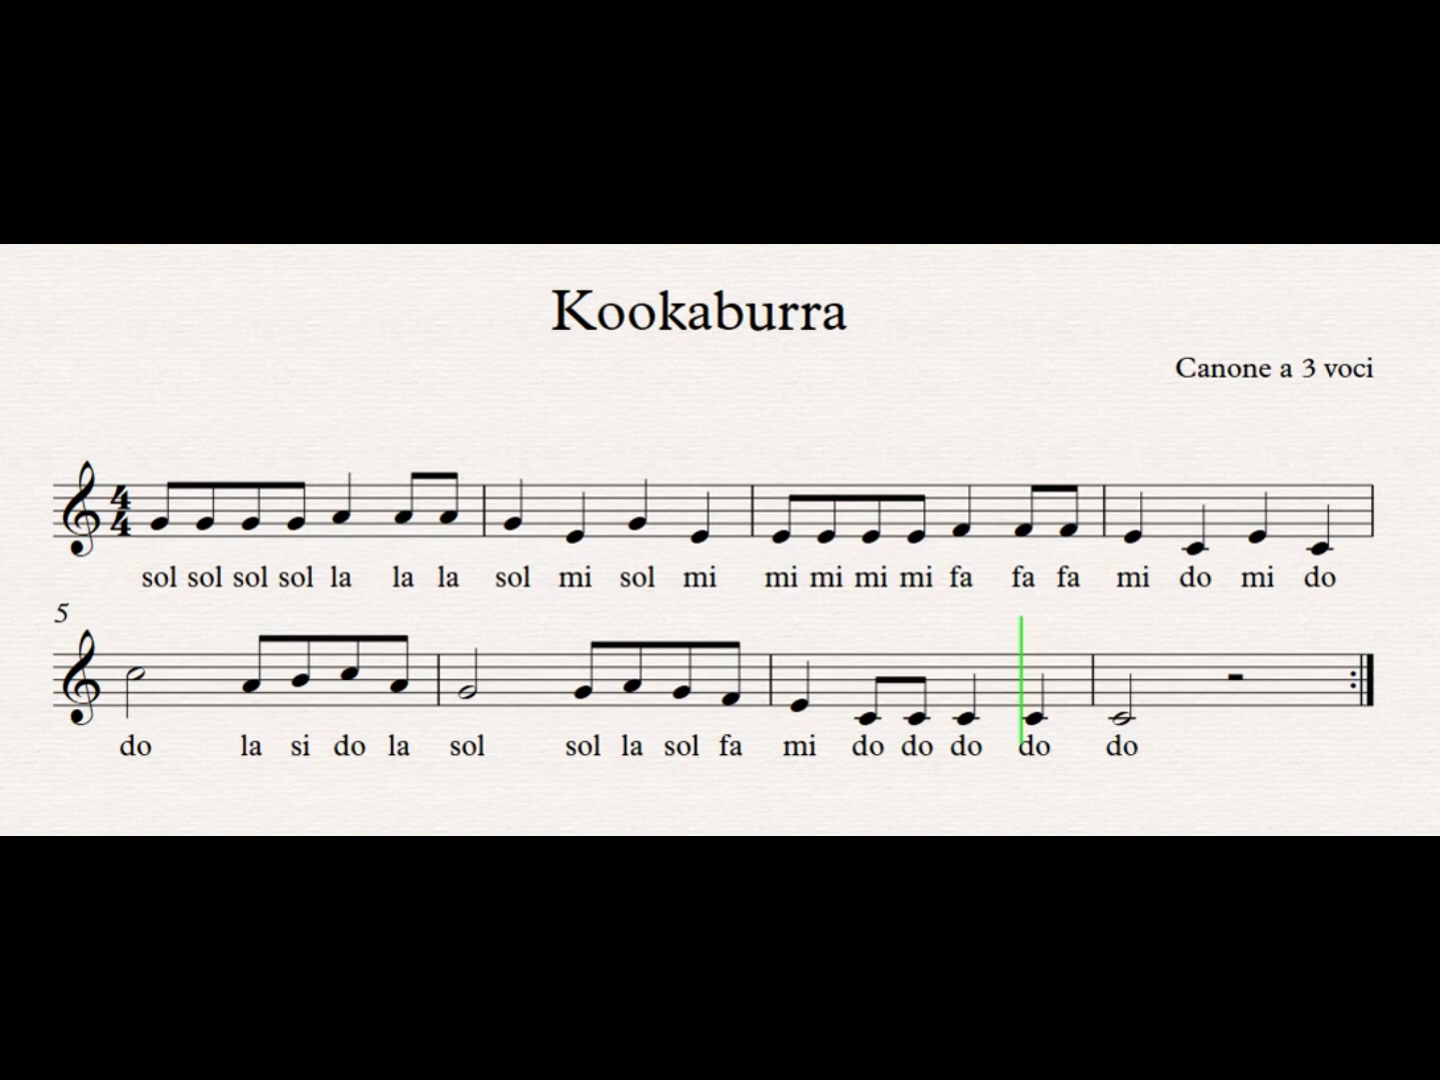 Kookaburra
Canone a 3 voci
4
4
sol sol sol sol la la la sol mi sol mi mi mi mi mi fa fa fa mi do mi do
5
do la si do la sol sol la sol fa mi do do do do do